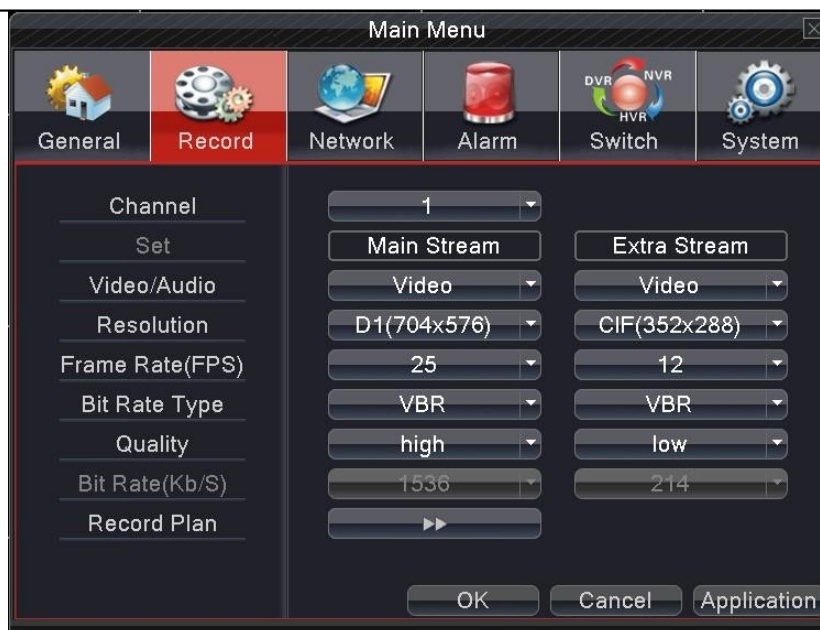 Main Menu
DVR NVR
HVR
General Record Network Alarm Switch System
Channel 1
Set Main Stream Extra Stream
Video/Audio Video Video
Resolution D1(704x576) CIF(352x288)
Frame Rate(FPS) 25 12
Bit Rate Type VBR VBR
Quality high low
Bit Rate(Kb/S) 1536 214
Record Plan
OK Cancel Application